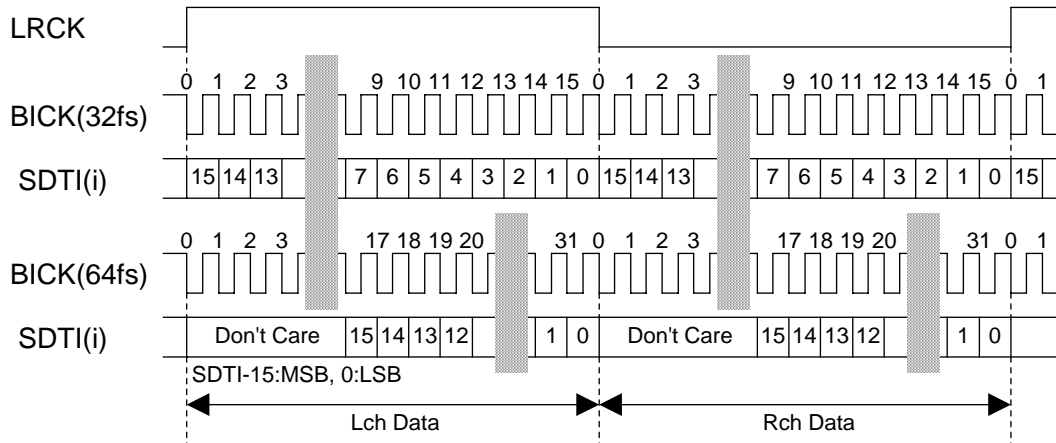 LRCK
0 1 2 3 9 10 11 12 13 14 15 0 1 2 3 9 10 11 12 13 14 15 0 1
BICK(32fs)
SDTI(i) 15 14 13 7 6 5 4 3 2 1 0 15 14 13 7 6 5 4 3 2 1 0 15
0 1 2 3 17 18 19 20 31 0 1 2 3 17 18 19 20 31 0 1
BICK(64fs)
SDTI(i) Don't Care 15 14 13 12 1 0 Don't Care 15 14 13 12 1 0
SDTI-15:MSB, 0:LSB
Lch Data Rch Data